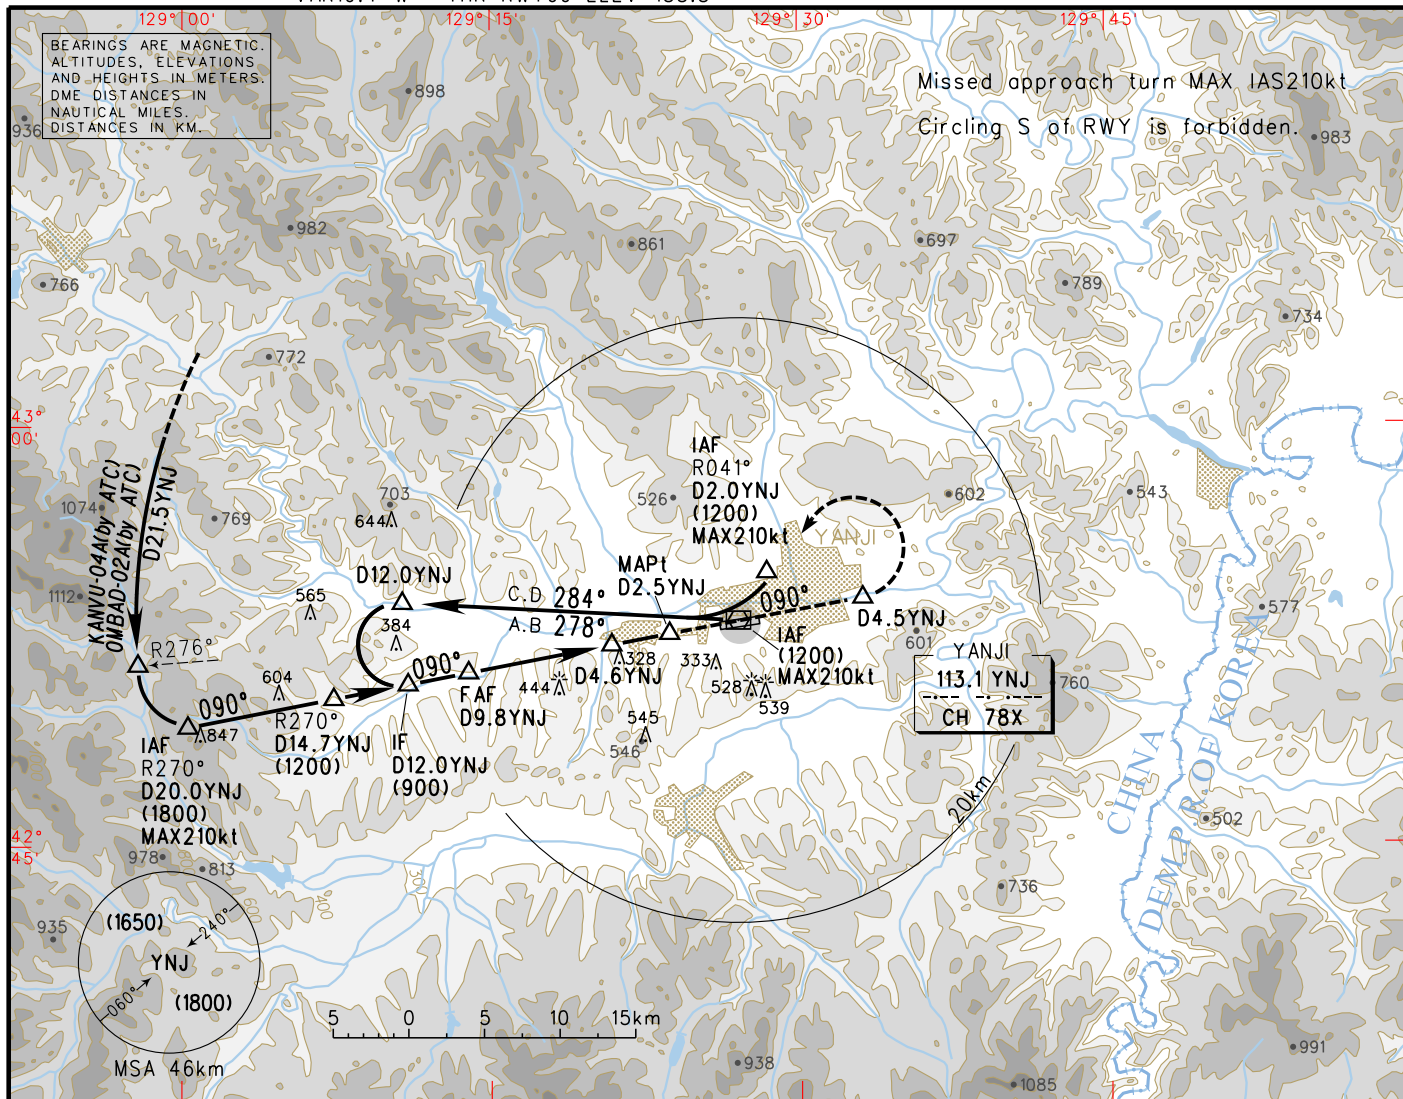 129° 00'
129° 15'
129° 30'
129° 45'
BEARINGS ARE MAGNETIC.
ALTITUDES, ELEVATIONS
AND HEIGHTS IN METERS.
DME DISTANCES IN
NAUTICAL MILES.
DISTANCES IN KM.
Missed approach turn MAX IAS210kt
Circling S of RWY is forbidden.
936
898
983
982
861
697
766
789
734
772
43°
00'
KANVU-04A(by ATC)
OMBAD-02A(by ATC)
D21.5YNJ
1074
769
703
644
526
602
543
IAF
R041°
D2.0YNJ
(1200)
MAX210kt
YANJI
MAPt
D2.5YNJ
D12.0YNJ
C.D 284°
A.B 278°
090°
D4.5YNJ
1112
565
384
577
601
R276°
090°
604
847
R270°
D14.7YNJ
(1200)
090°
FAF
D9.8YNJ
444
328
D4.6YNJ
333
528
539
545
546
IAF
(1200)
MAX210kt
YANJI
113.1 YNJ
CH 78X
760
IAF
R270°
D20.0YNJ
(1800)
MAX210kt
IF
D12.0YNJ
(900)
20km
CHINA
DEM.P.R.OF KOREA
502
42°
45'
978
813
600
400
300
736
935
(1650)
240°
YNJ
060°
(1800)
MSA 46km
5 0 5 10 15km
938
1085
991